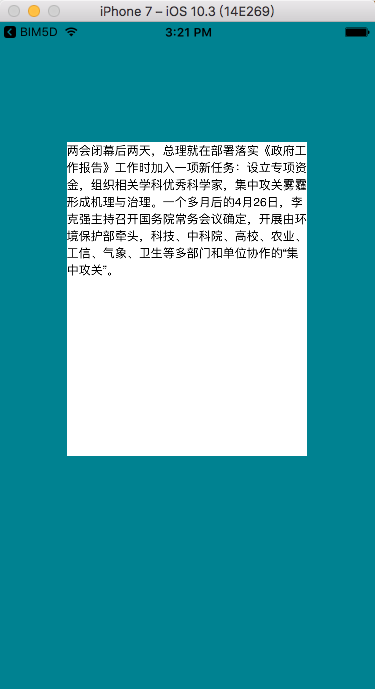 iPhone 7 – iOS 10.3 (14E269)
BIM5D 3:21 PM
两会闭幕后两天，总理就在部署落实《政府工
作报告》工作时加入一项新任务：设立专项资
金，组织相关学科优秀科学家，集中攻关雾霾
形成机理与治理。一个多月后的4月26日，李
克强主持召开国务院常务会议确定，开展由环
境保护部牵头，科技、中科院、高校、农业、
工信、气象、卫生等多部门和单位协作的“集
中攻关”。